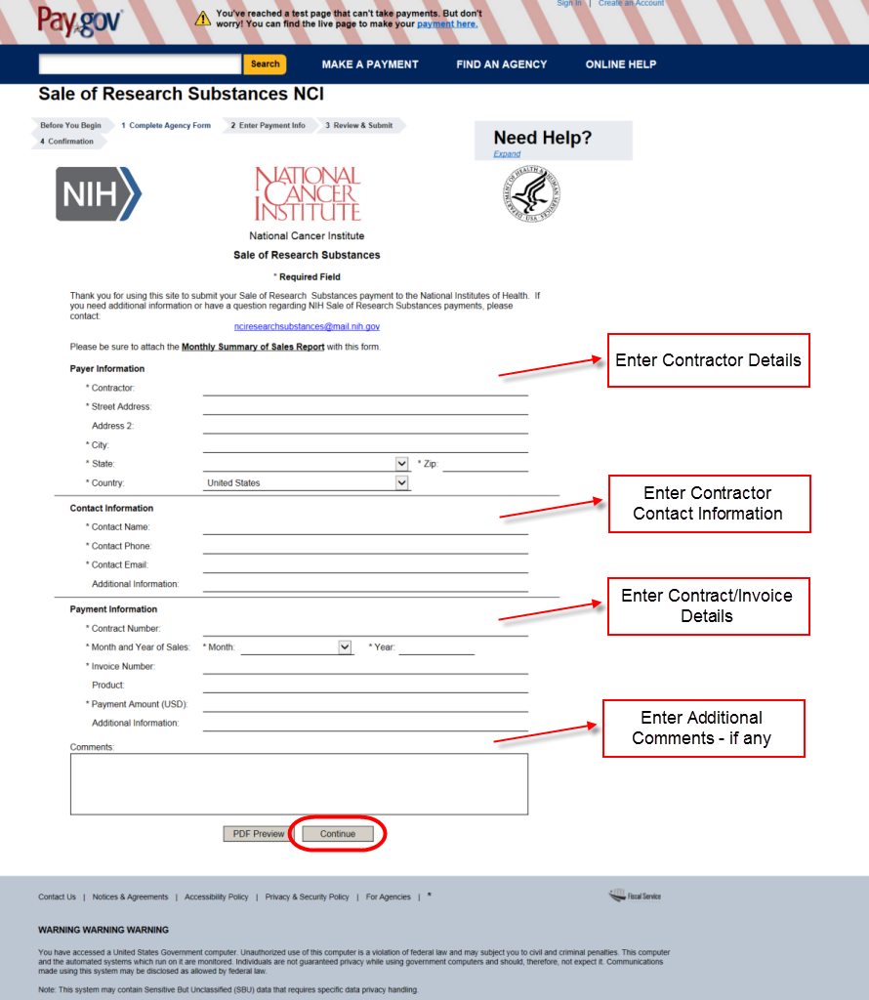 Sign In | Create an Account
Pay.gov
You've reached a test page that can't take payments. But don't
worry! You can find the live page to make your payment here.
Search MAKE A PAYMENT FIND AN AGENCY ONLINE HELP
Sale of Research Substances NCI
Before You Begin 1 Complete Agency Form 2 Enter Payment Info 3 Review & Submit
4 Confirmation
Need Help?
Expand
NIH
NATIONAL
CANCER
INSTITUTE
DEPARTMENT OF HEALTH & HUMAN SERVICES · USA
National Cancer Institute
Sale of Research Substances
* Required Field
Thank you for using this site to submit your Sale of Research Substances payment to the National Institutes of Health. If
you need additional information or have a question regarding NIH Sale of Research Substances payments, please
contact:
nciresearchsubstances@mail.nih.gov
Please be sure to attach the Monthly Summary of Sales Report with this form.
Enter Contractor Details
Payer Information
* Contractor:
* Street Address:
Address 2:
* City:
* State: * Zip:
* Country: United States
Enter Contractor
Contact Information
Contact Information
* Contact Name:
* Contact Phone:
* Contact Email:
Additional Information:
Enter Contract/Invoice
Details
Payment Information
* Contract Number:
* Month and Year of Sales: * Month: * Year:
* Invoice Number:
Product:
* Payment Amount (USD):
Additional Information:
Enter Additional
Comments - if any
Comments:
PDF Preview Continue
Contact Us | Notices & Agreements | Accessibility Policy | Privacy & Security Policy | For Agencies | *
Fiscal Service
WARNING WARNING WARNING
You have accessed a United States Government computer. Unauthorized use of this computer is a violation of federal law and may subject you to civil and criminal penalties. This computer
and the automated systems which run on it are monitored. Individuals are not guaranteed privacy while using government computers and should, therefore, not expect it. Communications
made using this system may be disclosed as allowed by federal law.
Note: This system may contain Sensitive But Unclassified (SBU) data that requires specific data privacy handling.